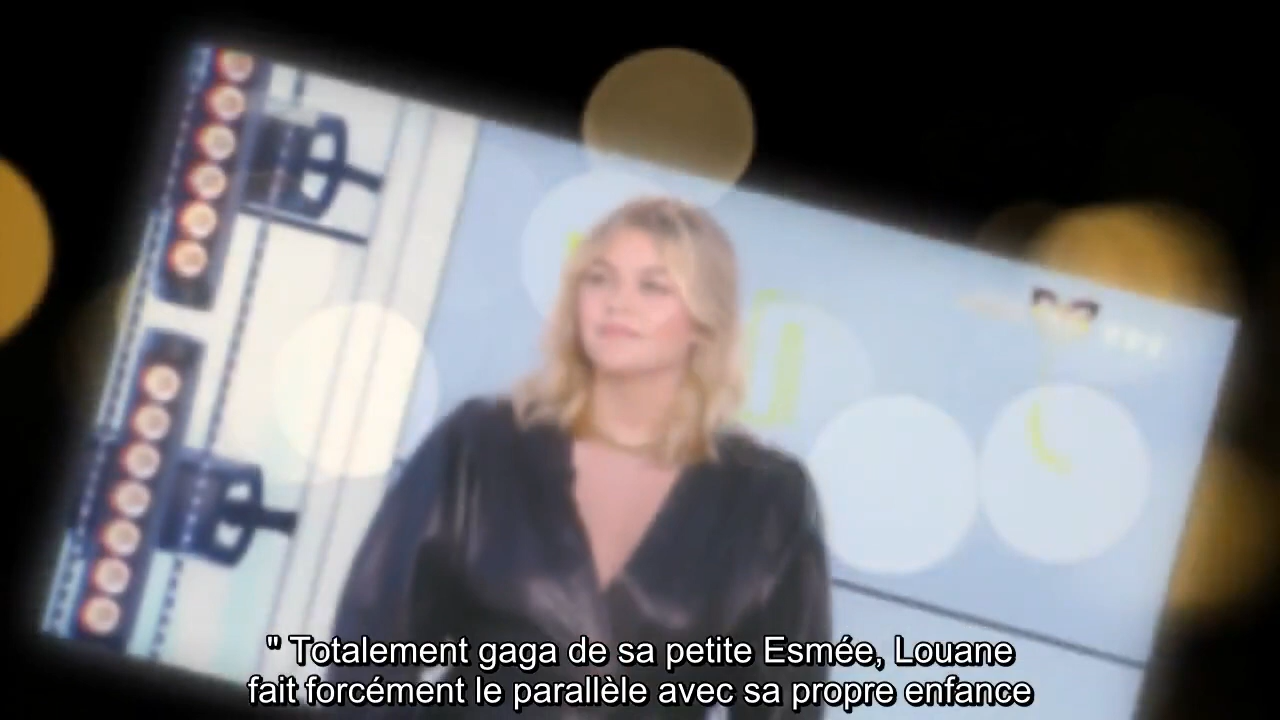 " Totalement gaga de sa petite Esmée, Louane
fait forcément le parallèle avec sa propre enfance